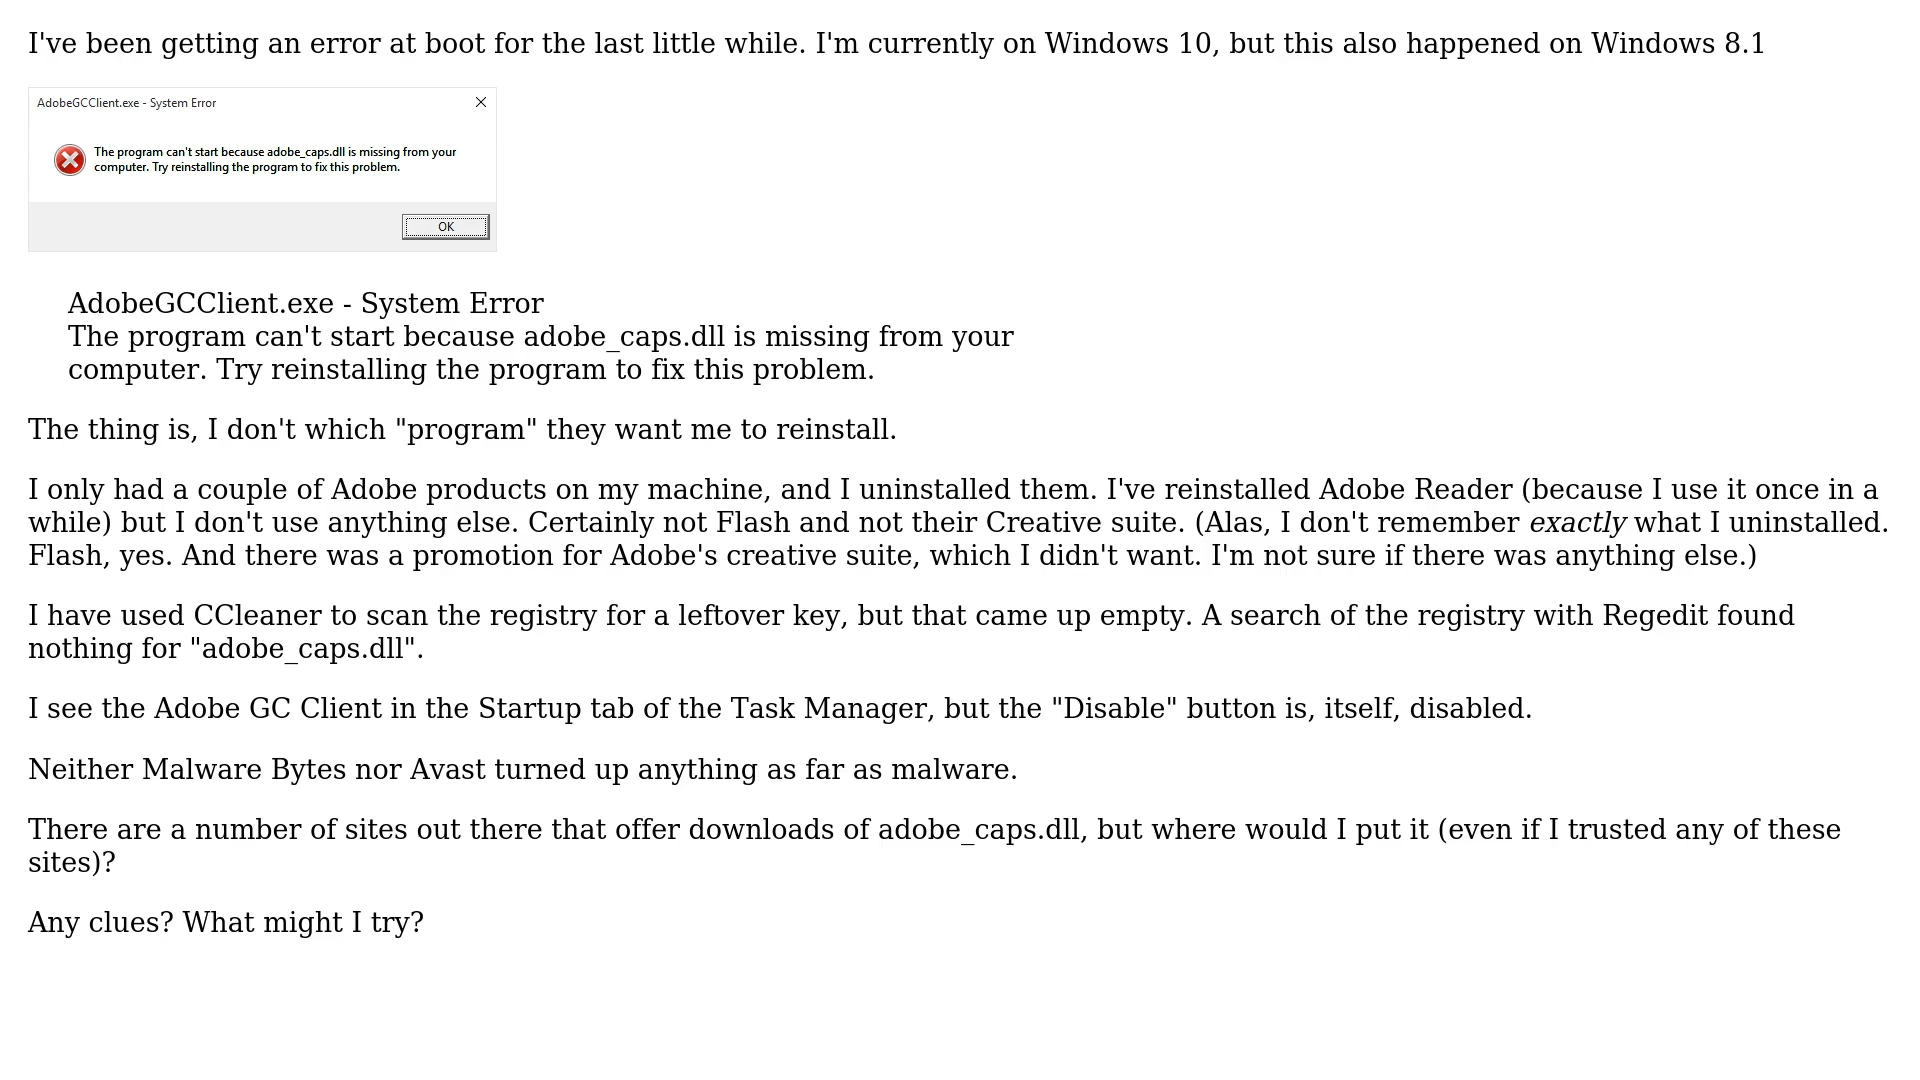 I've been getting an error at boot for the last little while. I'm currently on Windows 10, but this also happened on Windows 8.1
AdobeGCClient.exe - System Error
The program can't start because adobe_caps.dll is missing from your
computer. Try reinstalling the program to fix this problem.
OK
AdobeGCClient.exe - System Error
The program can't start because adobe_caps.dll is missing from your
computer. Try reinstalling the program to fix this problem.
The thing is, I don't which "program" they want me to reinstall.
I only had a couple of Adobe products on my machine, and I uninstalled them. I've reinstalled Adobe Reader (because I use it once in a
while) but I don't use anything else. Certainly not Flash and not their Creative suite. (Alas, I don't remember exactly what I uninstalled.
Flash, yes. And there was a promotion for Adobe's creative suite, which I didn't want. I'm not sure if there was anything else.)
I have used CCleaner to scan the registry for a leftover key, but that came up empty. A search of the registry with Regedit found
nothing for "adobe_caps.dll".
I see the Adobe GC Client in the Startup tab of the Task Manager, but the "Disable" button is, itself, disabled.
Neither Malware Bytes nor Avast turned up anything as far as malware.
There are a number of sites out there that offer downloads of adobe_caps.dll, but where would I put it (even if I trusted any of these
sites)?
Any clues? What might I try?